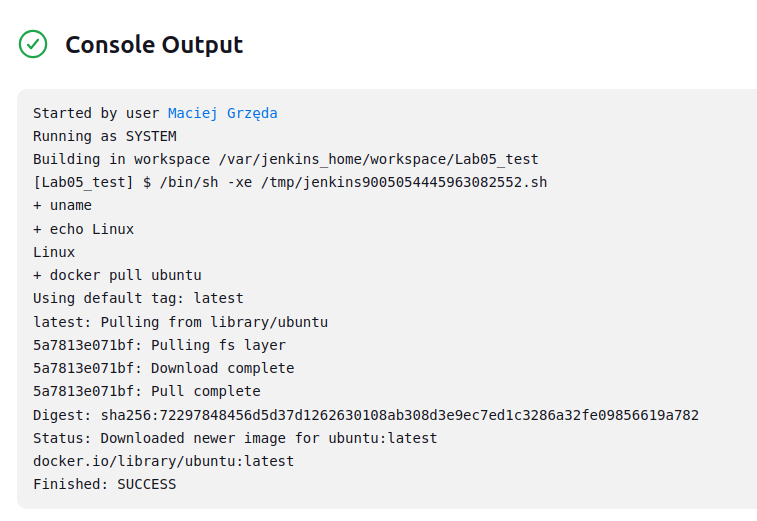 Console Output
Started by user Maciej Grzęda
Running as SYSTEM
Building in workspace /var/jenkins_home/workspace/Lab05_test
[Lab05_test] $ /bin/sh -xe /tmp/jenkins9005054445963082552.sh
+ uname
+ echo Linux
Linux
+ docker pull ubuntu
Using default tag: latest
latest: Pulling from library/ubuntu
5a7813e071bf: Pulling fs layer
5a7813e071bf: Download complete
5a7813e071bf: Pull complete
Digest: sha256:72297848456d5d37d1262630108ab308d3e9ec7ed1c3286a32fe09856619a782
Status: Downloaded newer image for ubuntu:latest
docker.io/library/ubuntu:latest
Finished: SUCCESS